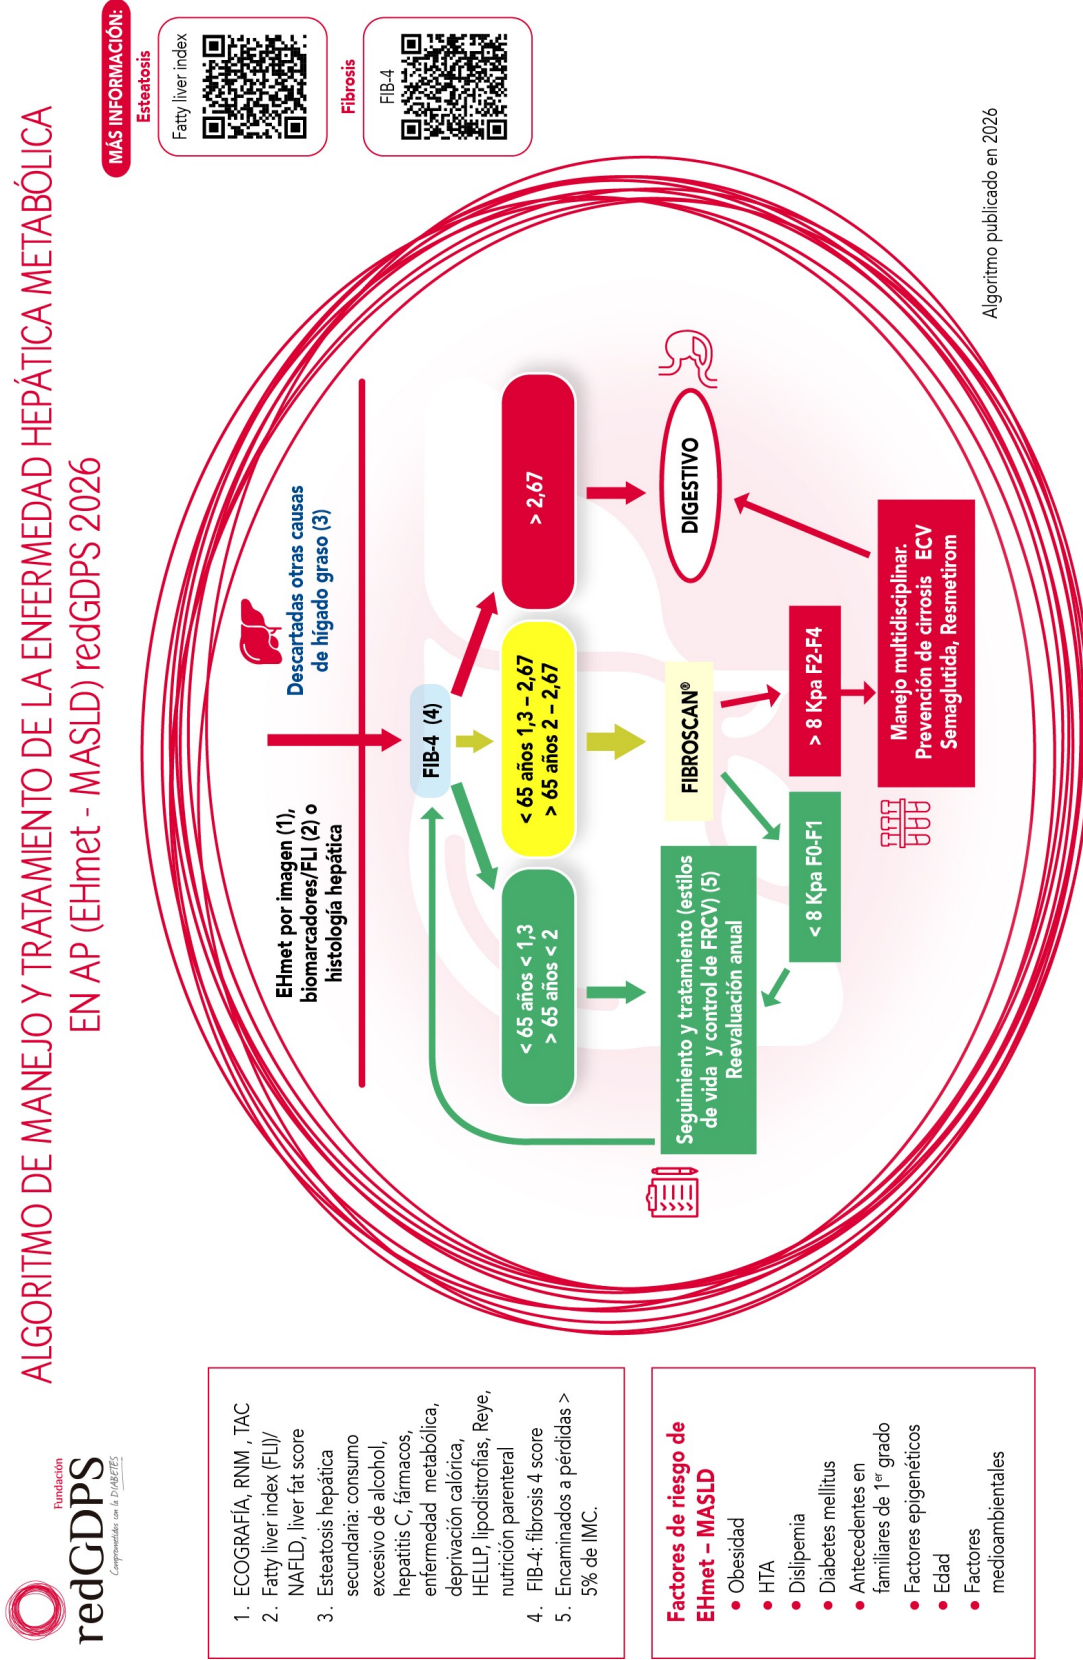 Fundación
redGDPS
Comprometidos con la DIABETES
ALGORITMO DE MANEJO Y TRATAMIENTO DE LA ENFERMEDAD HEPÁTICA METABÓLICA
EN AP (EHmet - MASLD) redGDPS 2026
MÁS INFORMACIÓN:
Esteatosis
Fatty liver index
Fibrosis
FIB-4
1. ECOGRAFÍA, RNM , TAC
2. Fatty liver index (FLI)/
NAFLD, liver fat score
3. Esteatosis hepática
secundaria: consumo
excesivo de alcohol,
hepatitis C, fármacos,
enfermedad metabólica,
deprivación calórica,
HELLP, lipodistrofias, Reye,
nutrición parenteral
4. FIB-4: fibrosis 4 score
5. Encaminados a pérdidas >
5% de IMC.
Factores de riesgo de
EHmet – MASLD
• Obesidad
• HTA
• Dislipemia
• Diabetes mellitus
• Antecedentes en
familiares de 1er grado
• Factores epigenéticos
• Edad
• Factores
medioambientales
EHmet por imagen (1),
biomarcadores/FLI (2) o
histología hepática
Descartadas otras causas
de hígado graso (3)
FIB-4 (4)
< 65 años < 1,3
> 65 años < 2
< 65 años 1,3 – 2,67
> 65 años 2 – 2,67
> 2,67
Seguimiento y tratamiento (estilos
de vida y control de FRCV) (5)
Reevaluación anual
FIBROSCAN®
DIGESTIVO
< 8 Kpa F0-F1
> 8 Kpa F2-F4
Manejo multidisciplinar.
Prevención de cirrosis ECV
Semaglutida, Resmetirom
Algoritmo publicado en 2026